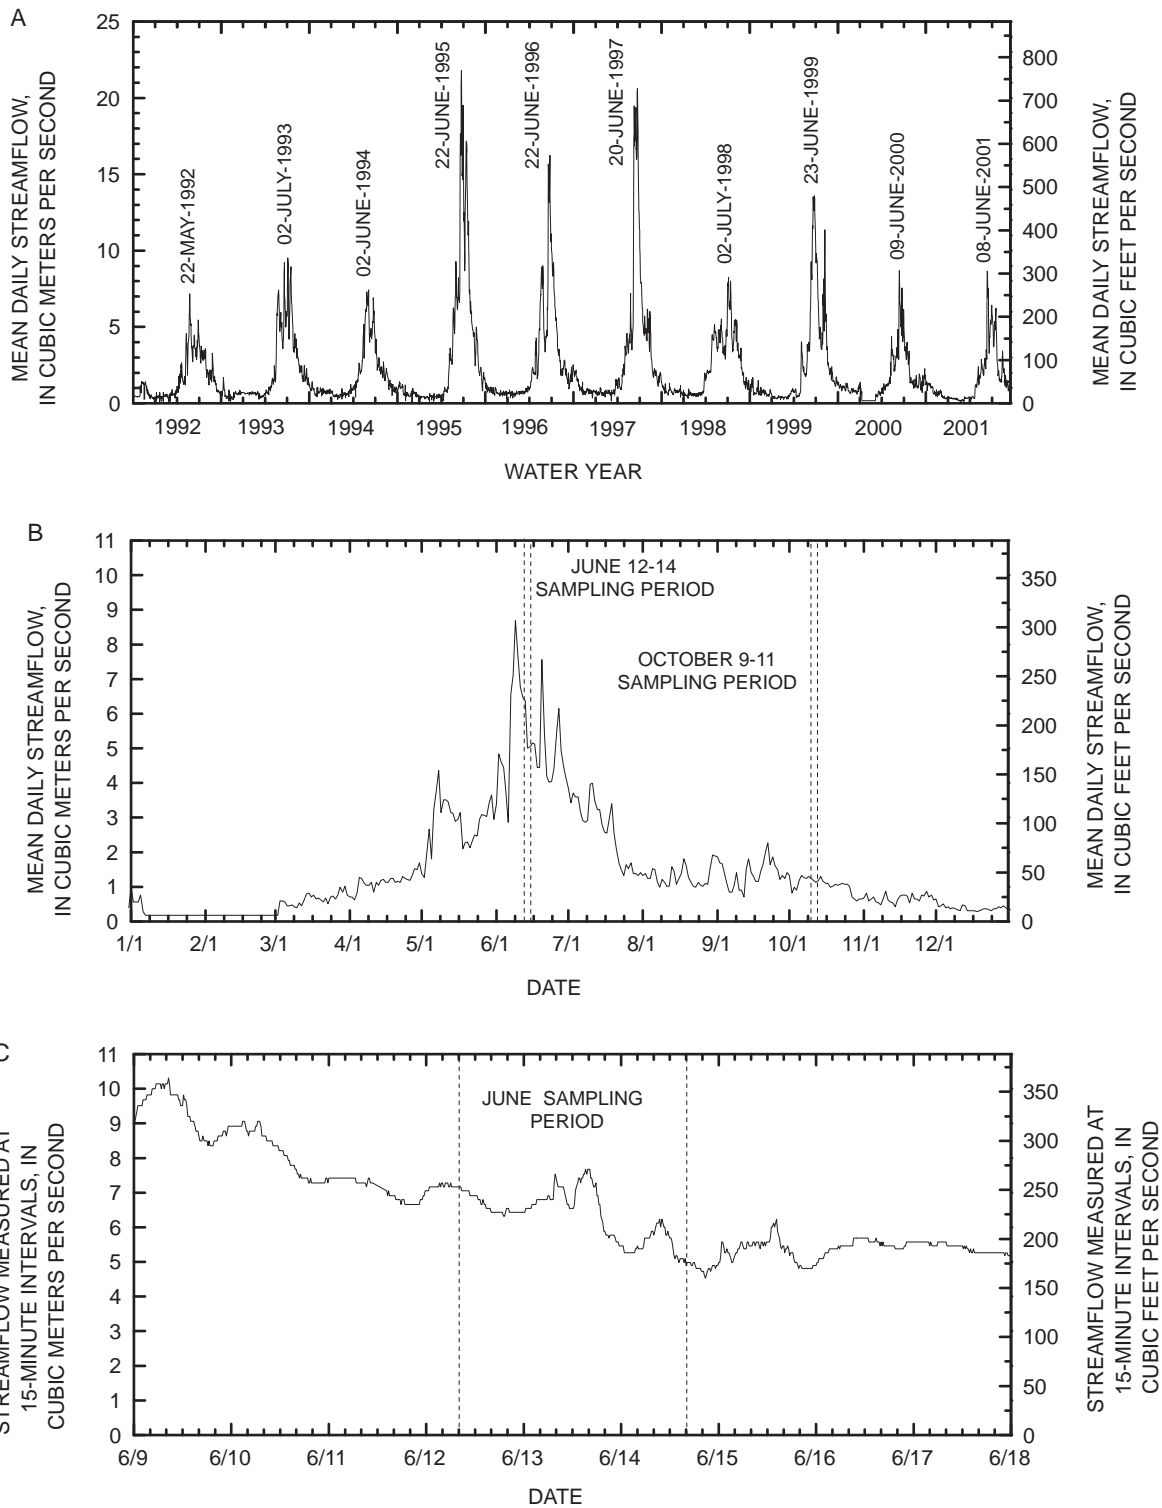 A
MEAN DAILY STREAMFLOW,
IN CUBIC METERS PER SECOND
25
20
15
10
5
0
22-MAY-1992
02-JULY-1993
02-JUNE-1994
22-JUNE-1995
22-JUNE-1996
20-JUNE-1997
02-JULY-1998
23-JUNE-1999
09-JUNE-2000
08-JUNE-2001
800
700
600
500
400
300
200
100
0
MEAN DAILY STREAMFLOW,
IN CUBIC FEET PER SECOND
1992 1993 1994 1995 1996 1997 1998 1999 2000 2001
WATER YEAR
B
MEAN DAILY STREAMFLOW,
IN CUBIC METERS PER SECOND
11
10
9
8
7
6
5
4
3
2
1
0
JUNE 12-14
SAMPLING PERIOD
OCTOBER 9-11
SAMPLING PERIOD
350
300
250
200
150
100
50
0
MEAN DAILY STREAMFLOW,
IN CUBIC FEET PER SECOND
1/1 2/1 3/1 4/1 5/1 6/1 7/1 8/1 9/1 10/1 11/1 12/1
DATE
C
STREAMFLOW MEASURED AT
15-MINUTE INTERVALS, IN
CUBIC METERS PER SECOND
11
10
9
8
7
6
5
4
3
2
1
0
JUNE SAMPLING
PERIOD
350
300
250
200
150
100
50
0
STREAMFLOW MEASURED AT
15-MINUTE INTERVALS, IN
CUBIC FEET PER SECOND
6/9 6/10 6/11 6/12 6/13 6/14 6/15 6/16 6/17 6/18
DATE